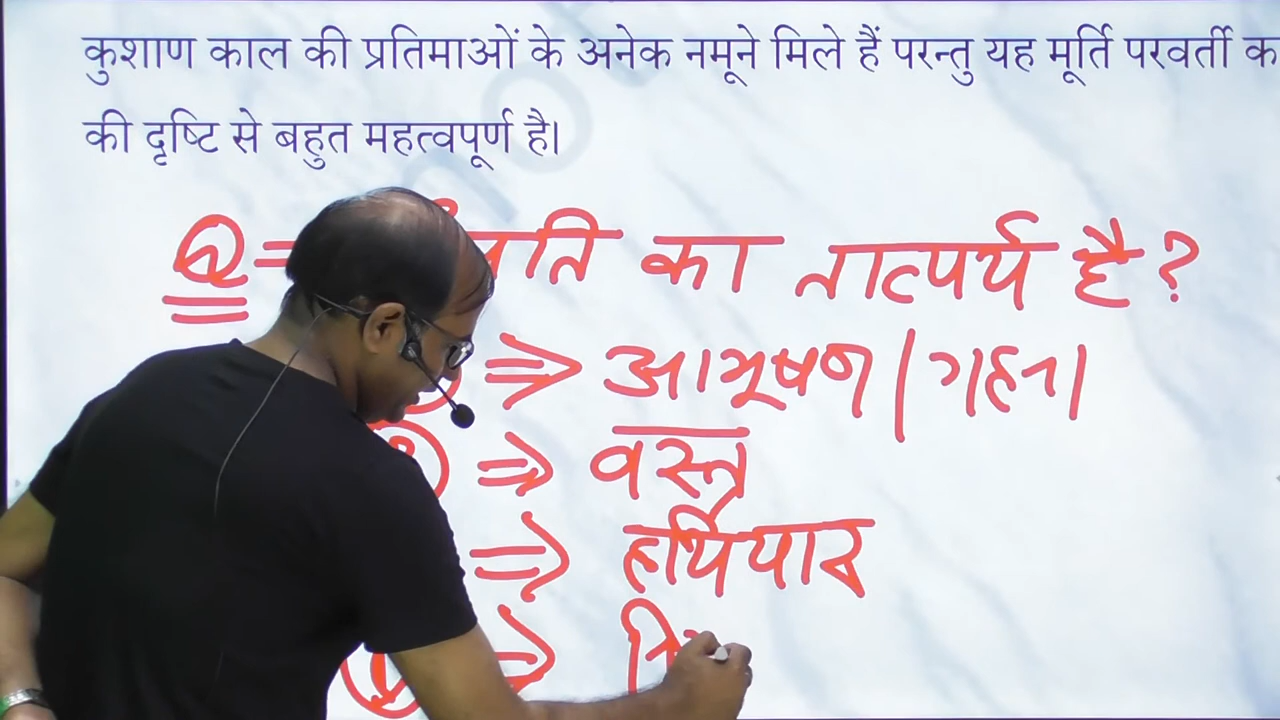 कुशाण काल की प्रतिमाओं के अनेक नमूने मिले हैं परन्तु यह मूर्ति परवर्ती
की दृष्टि से बहुत महत्वपूर्ण है।
Q= का तात्पर्य है?
⇒ आभूषण / गहना
⇒ वस्त्र
⇒ हथियार
⇒